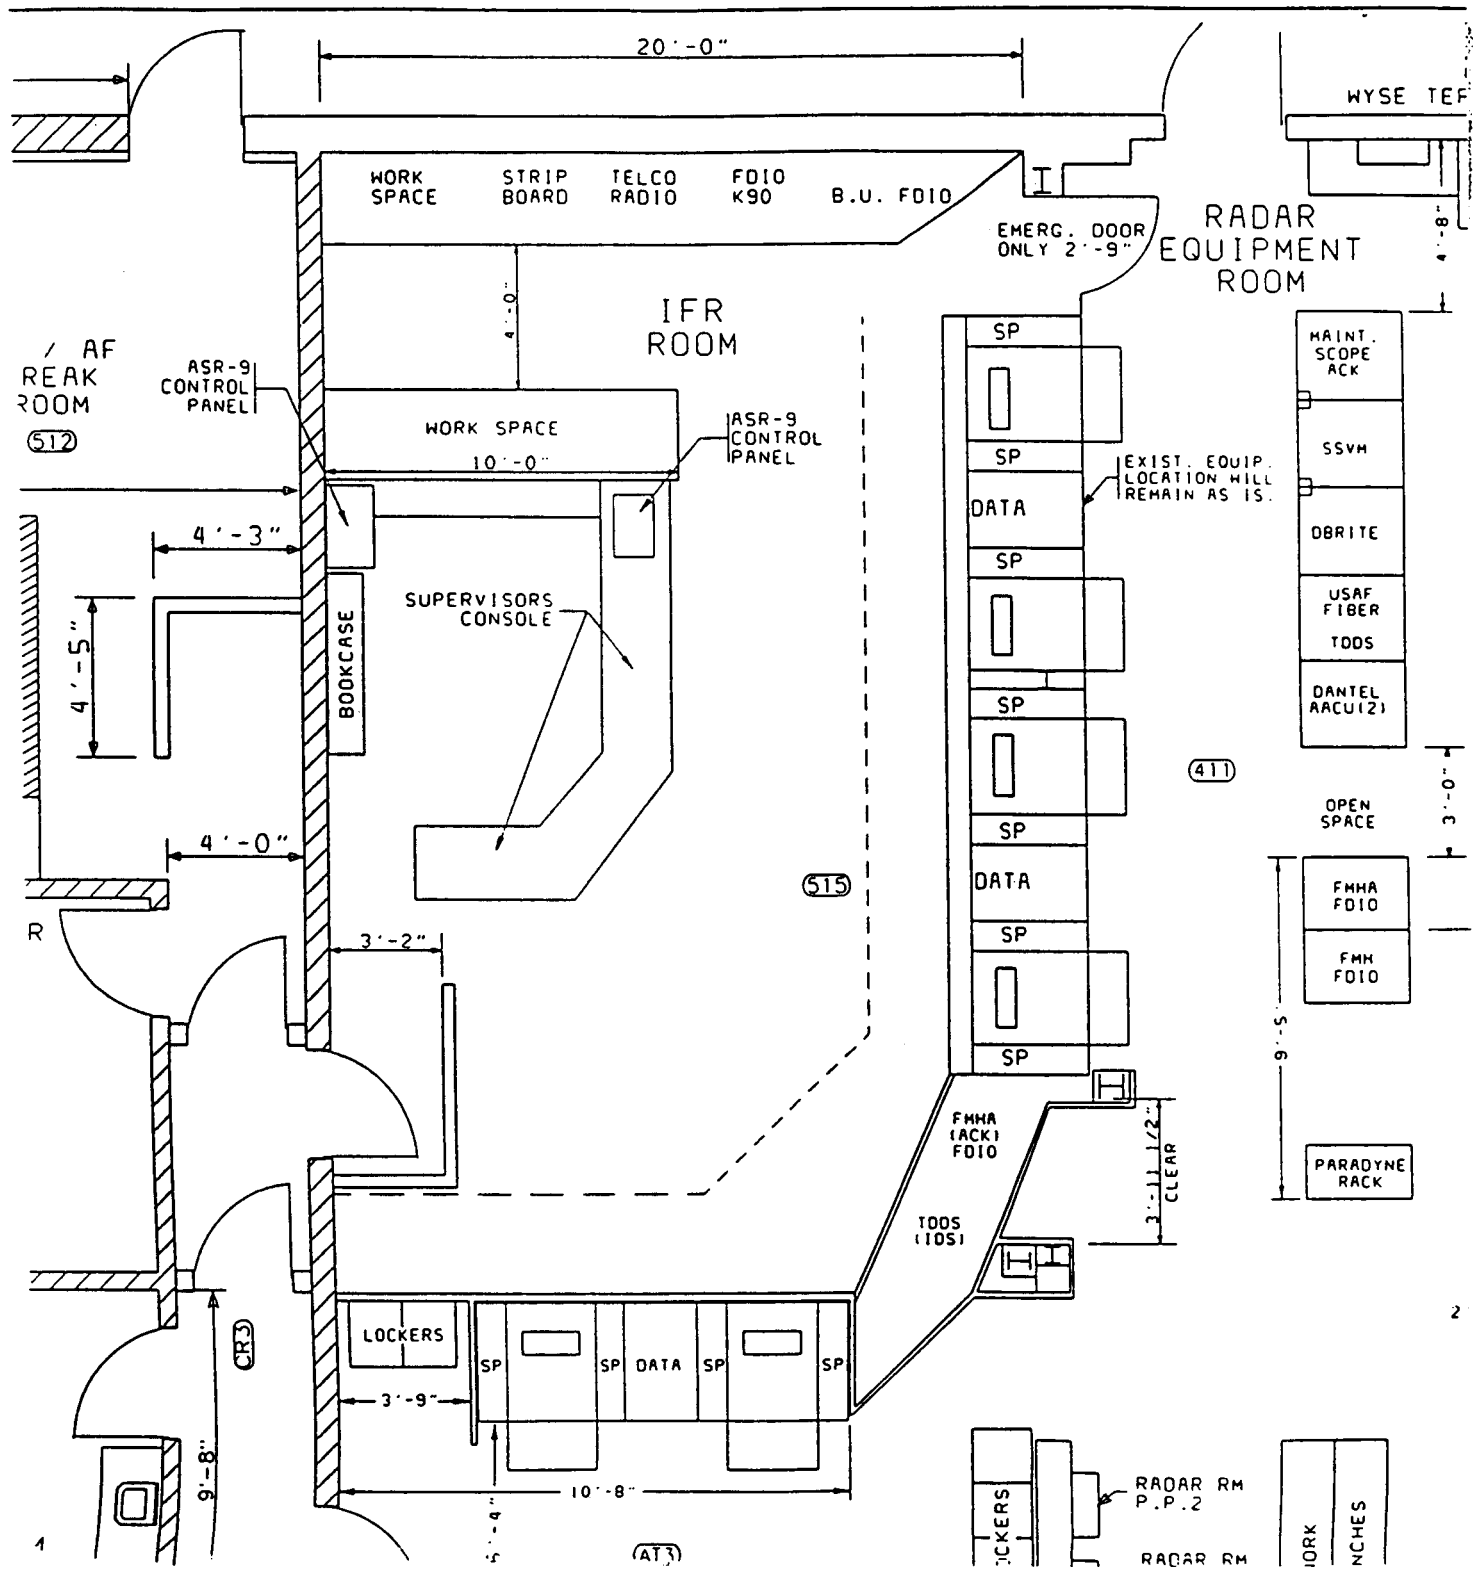 20'-0"
WYSE TEF
WORK
SPACE
STRIP
BOARD
TELCO
RADIO
FDIO
K90
B.U. FDIO
EMERG. DOOR
ONLY 2'-9"
RADAR
EQUIPMENT
ROOM
4'-8"
4'-0"
IFR
ROOM
/ AF
REAK
ROOM
512
ASR-9
CONTROL
PANEL
WORK SPACE
10'-0"
ASR-9
CONTROL
PANEL
EXIST. EQUIP.
LOCATION WILL
REMAIN AS IS.
SP
SP
DATA
SP
SP
SP
DATA
SP
SP
MAINT.
SCOPE
ACK
SSVM
DBRITE
USAF
FIBER
TDDS
DANTEL
AACU(2)
4'-3"
4'-5"
4'-0"
BOOKCASE
SUPERVISORS
CONSOLE
411
3'-0"
OPEN
SPACE
515
FMHA
FDIO
FMH
FDIO
9'-5"
R
3'-2"
FMHA
(ACK)
FDIO
TDDS
(IDS)
3'-11 1/2"
CLEAR
PARADYNE
RACK
LOCKERS
SP
SP
DATA
SP
SP
3'-9"
CR3
9'-8"
10'-8"
5'-4"
AT3
2
OCKERS
RADAR RM
P.P.2
RADAR RM
WORK
NCHES